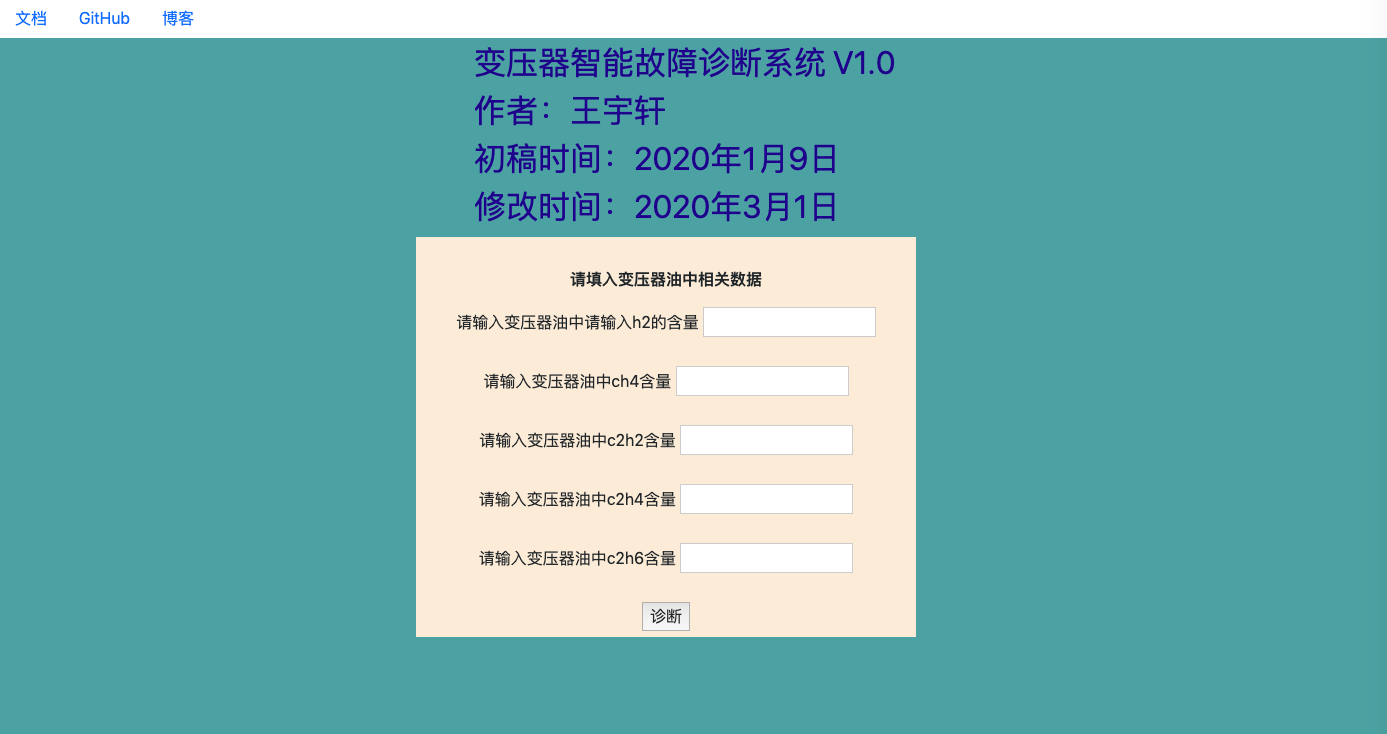 文档 GitHub 博客
变压器智能故障诊断系统 V1.0
作者：王宇轩
初稿时间：2020年1月9日
修改时间：2020年3月1日
请填入变压器油中相关数据
请输入变压器油中请输入h2的含量
请输入变压器油中ch4含量
请输入变压器油中c2h2含量
请输入变压器油中c2h4含量
请输入变压器油中c2h6含量
诊断